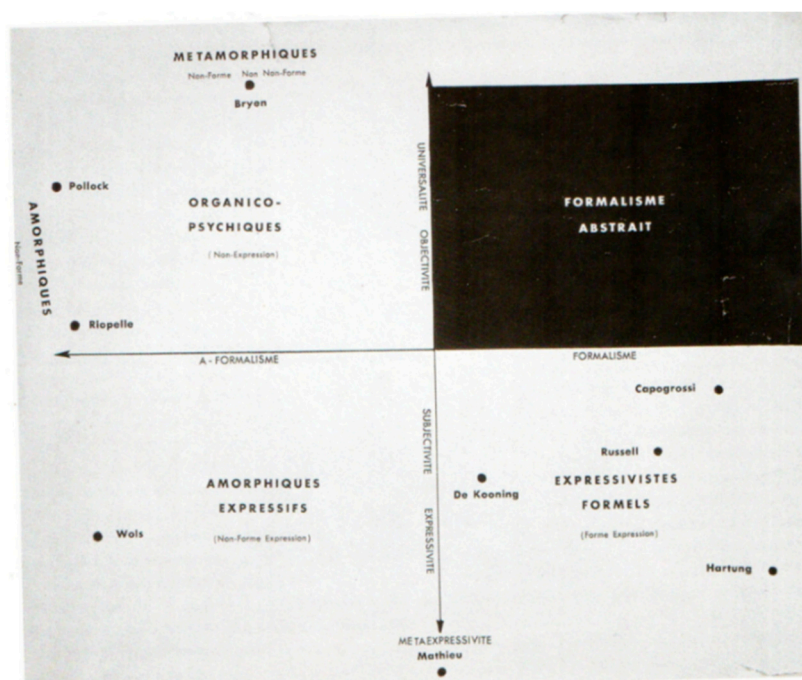 METAMORPHIQUES
Non-Forme Non Non-Forme
Bryen
Pollock
AMORPHIQUES
Non-Forme
ORGANICO-
PSYCHIQUES
(Non-Expression)
Riopelle
UNIVERSALITE OBJECTIVITE
FORMALISME
ABSTRAIT
A-FORMALISME
FORMALISME
Capogrossi
SUBJECTIVITE EXPRESSIVITE
Russell
De Kooning
EXPRESSIVISTES
FORMELS
(Forme Expression)
AMORPHIQUES
EXPRESSIFS
(Non-Forme Expression)
Wols
Hartung
METAEXPRESSIVITE
Mathieu